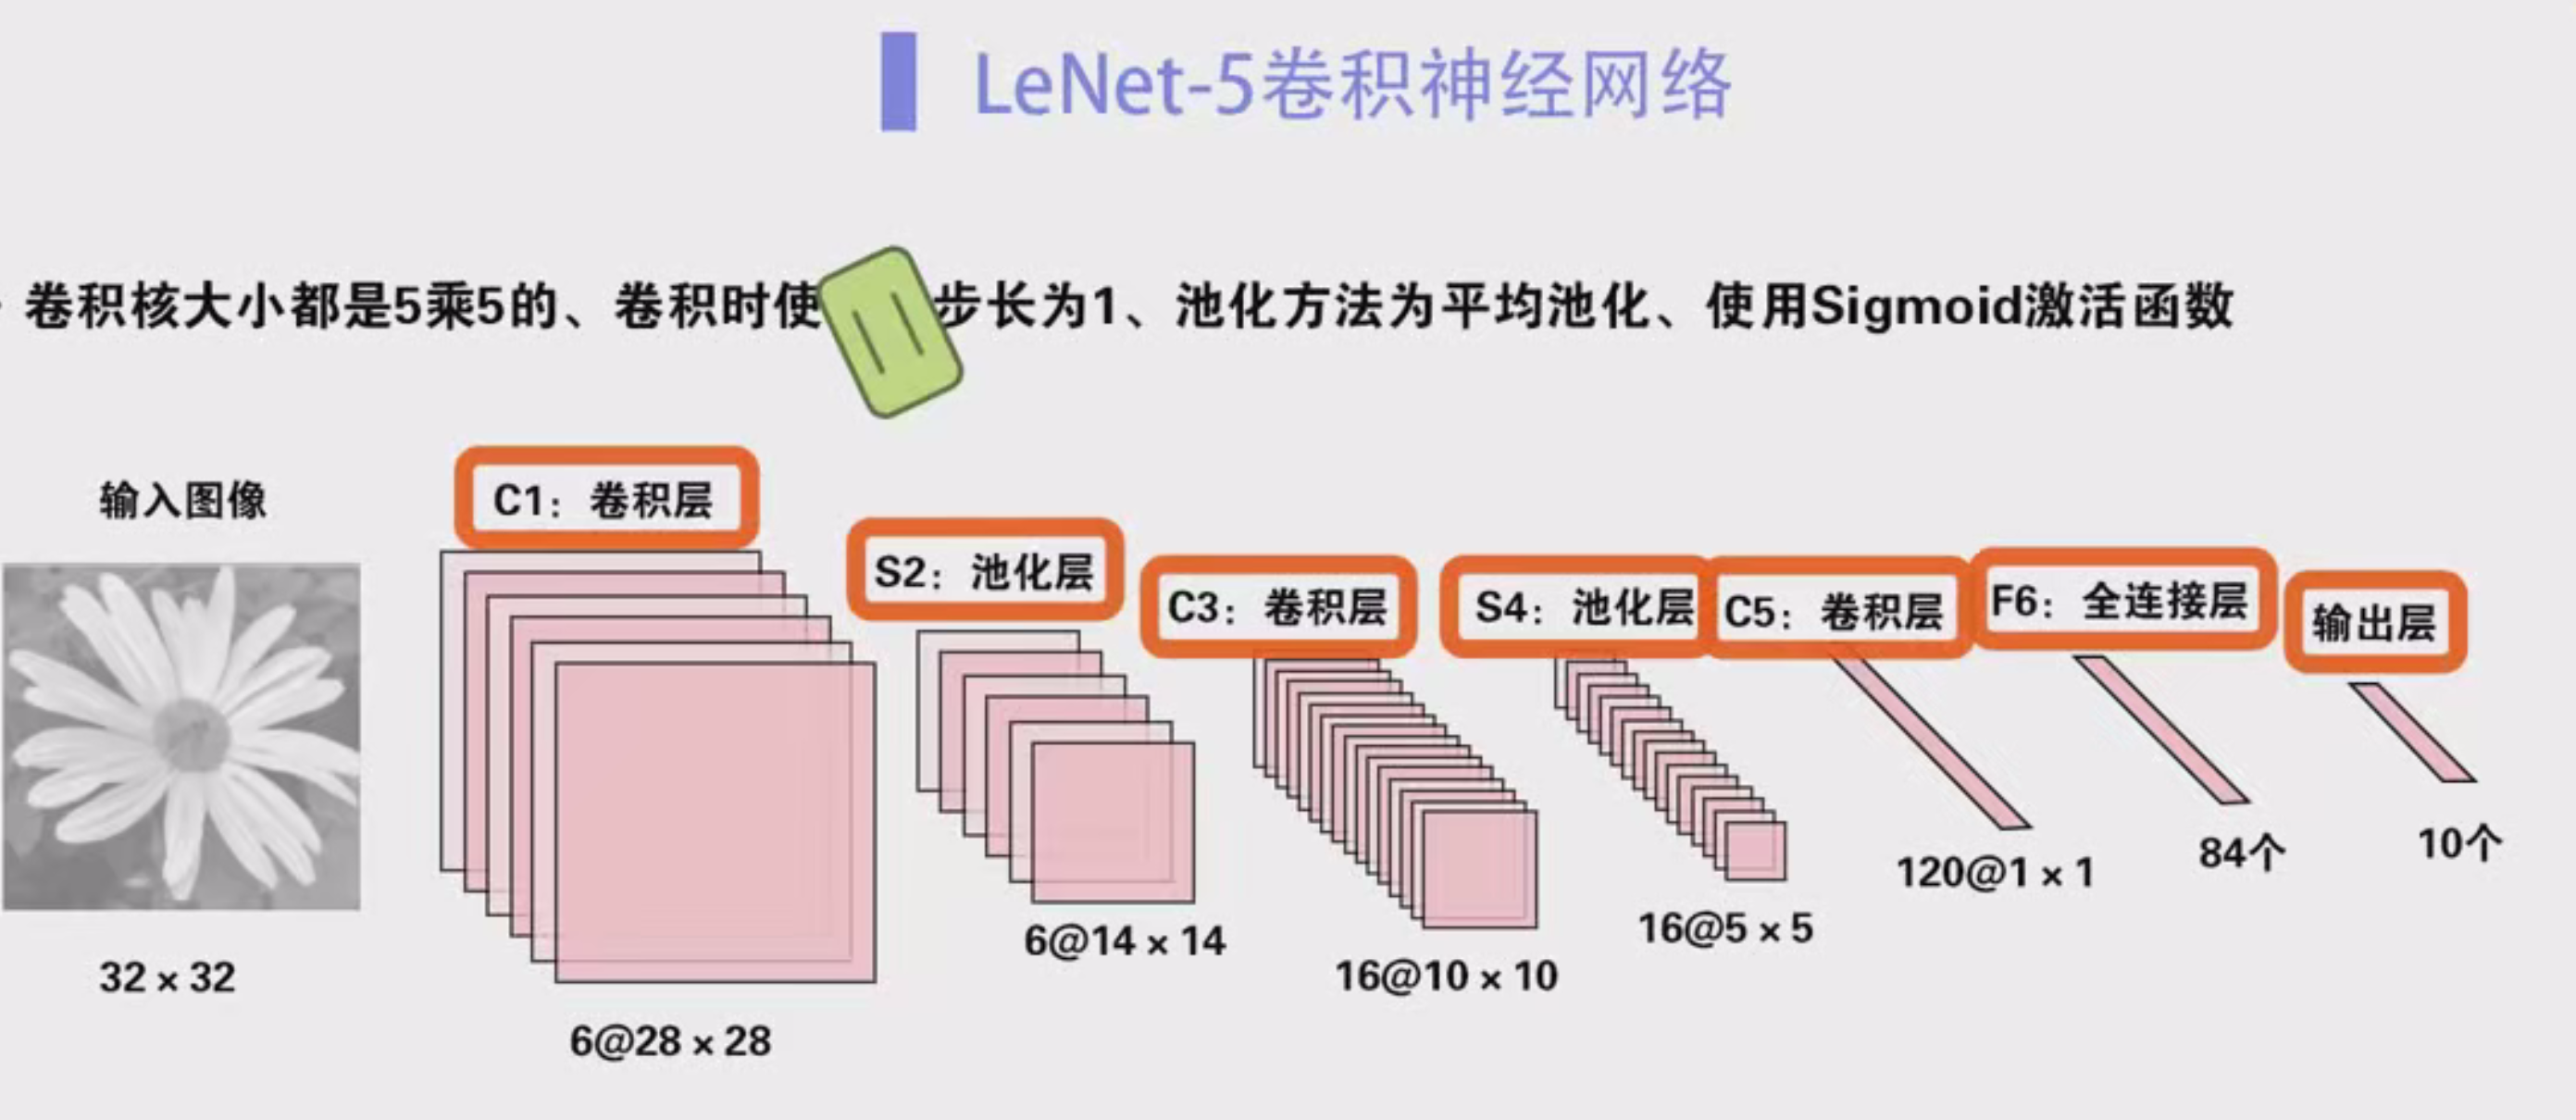 LeNet-5卷积神经网络
卷积核大小都是5乘5的、卷积时使 步长为1、池化方法为平均池化、使用Sigmoid激活函数
输入图像
C1：卷积层
S2：池化层
C3：卷积层
S4：池化层
C5：卷积层
F6：全连接层
输出层
32 × 32
6@28 × 28
6@14 × 14
16@10 × 10
16@5 × 5
120@1 × 1
84个
10个